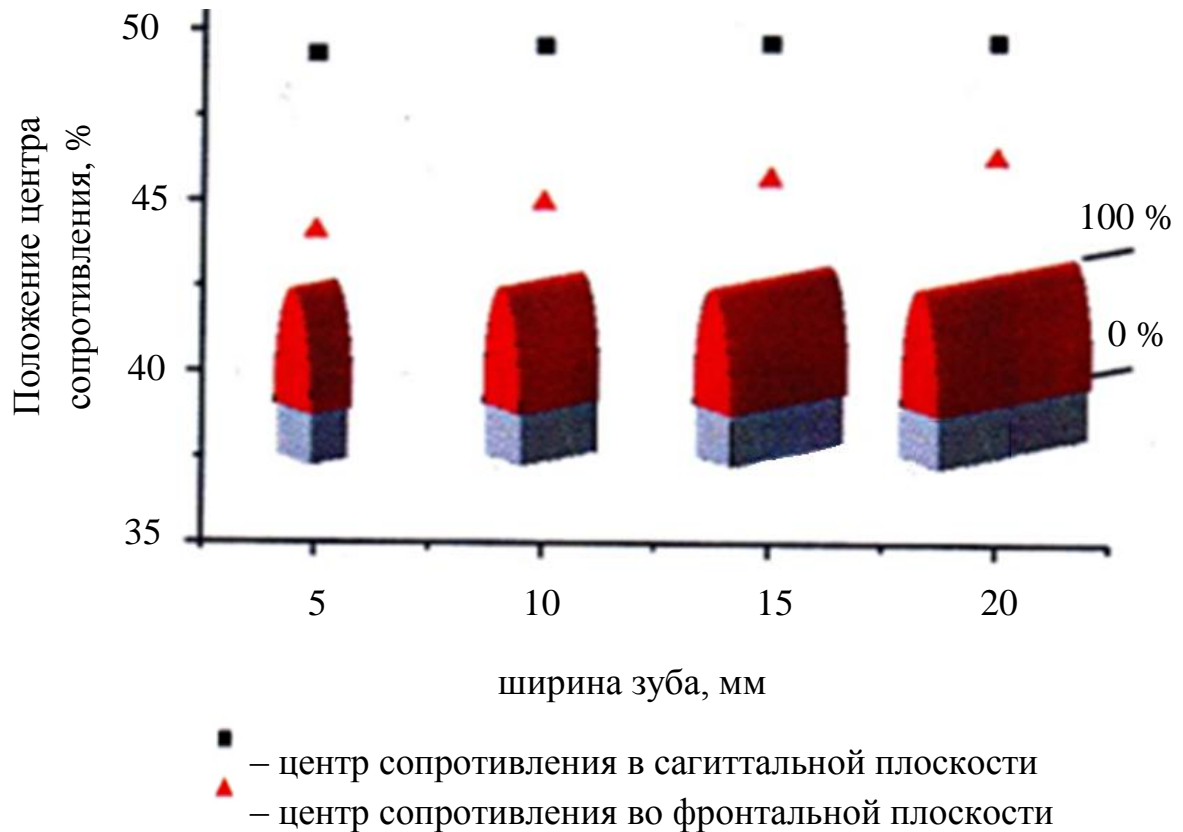 Положение центра
сопротивления, %
50
45
40
35
100 %
0 %
5
10
15
20
ширина зуба, мм
– центр сопротивления в сагиттальной плоскости
– центр сопротивления во фронтальной плоскости